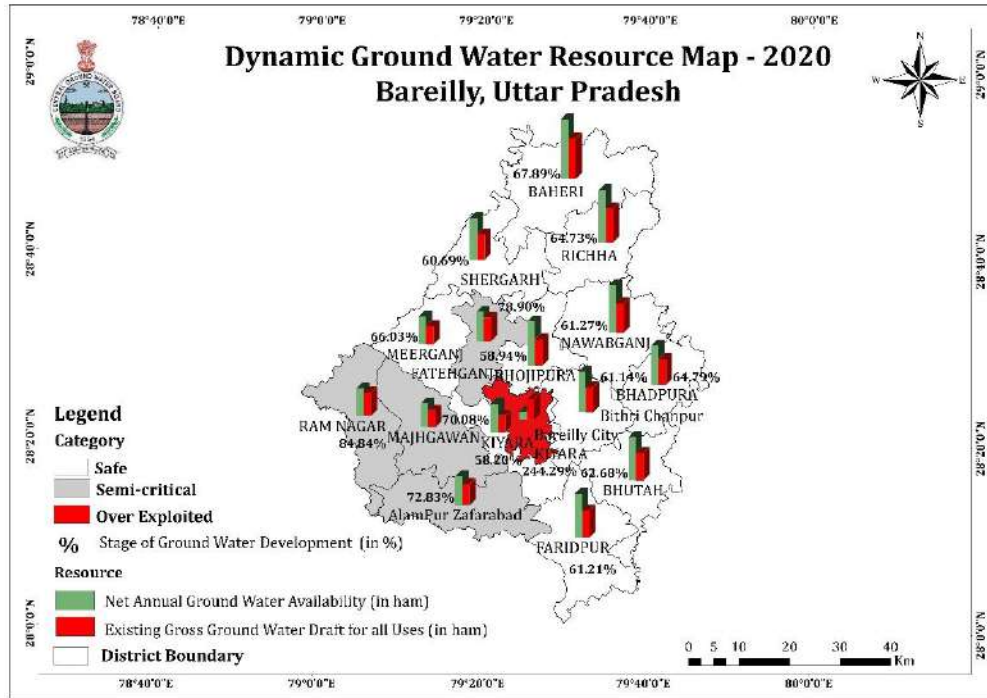 78°40'0"E 79°0'0"E 79°20'0"E 79°40'0"E 80°0'0"E
Dynamic Ground Water Resource Map - 2020
Bareilly, Uttar Pradesh
CENTRAL GROUND WATER BOARD
N
W E
S
29°0'0"N
29°0'0"N
28°40'0"N
28°40'0"N
28°20'0"N
28°20'0"N
28°0'0"N
28°0'0"N
67.89%
BAHERI
64.73%
RICHHA
60.69%
SHERGARH
78.90%
61.27%
NAWABGANJ
66.03%
MEERGANJ
58.94%
FATEHGANJ
BHOJIPURA
61.14%
64.79%
BHADPURA
Bithri Chanpur
RAM NAGAR
84.84%
MAJHGAWAN
70.08%
KIYARA
58.20%
Bareilly City
KIYARA
244.29%
62.68%
BHUTAH
72.83%
AlamPur Zafarabad
FARIDPUR
61.21%
Legend
Category
Safe
Semi-critical
Over Exploited
% Stage of Ground Water Development (in %)
Resource
Net Annual Ground Water Availability (in ham)
Existing Gross Ground Water Draft for all Uses (in ham)
District Boundary
0 5 10 20 30 40
Km
78°40'0"E 79°0'0"E 79°20'0"E 79°40'0"E 80°0'0"E